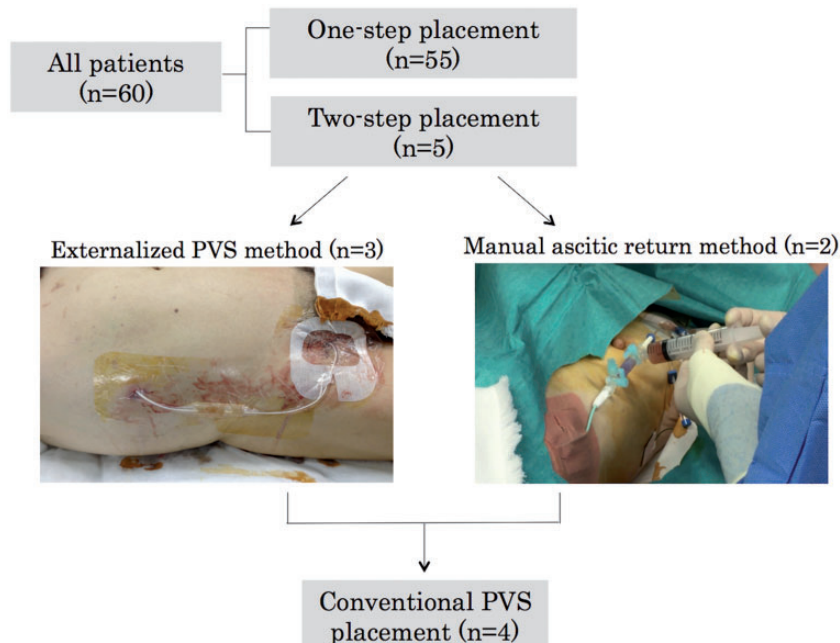 One-step placement
(n=55)
All patients
(n=60)
Two-step placement
(n=5)
Externalized PVS method (n=3)
Manual ascitic return method (n=2)
Conventional PVS
placement (n=4)